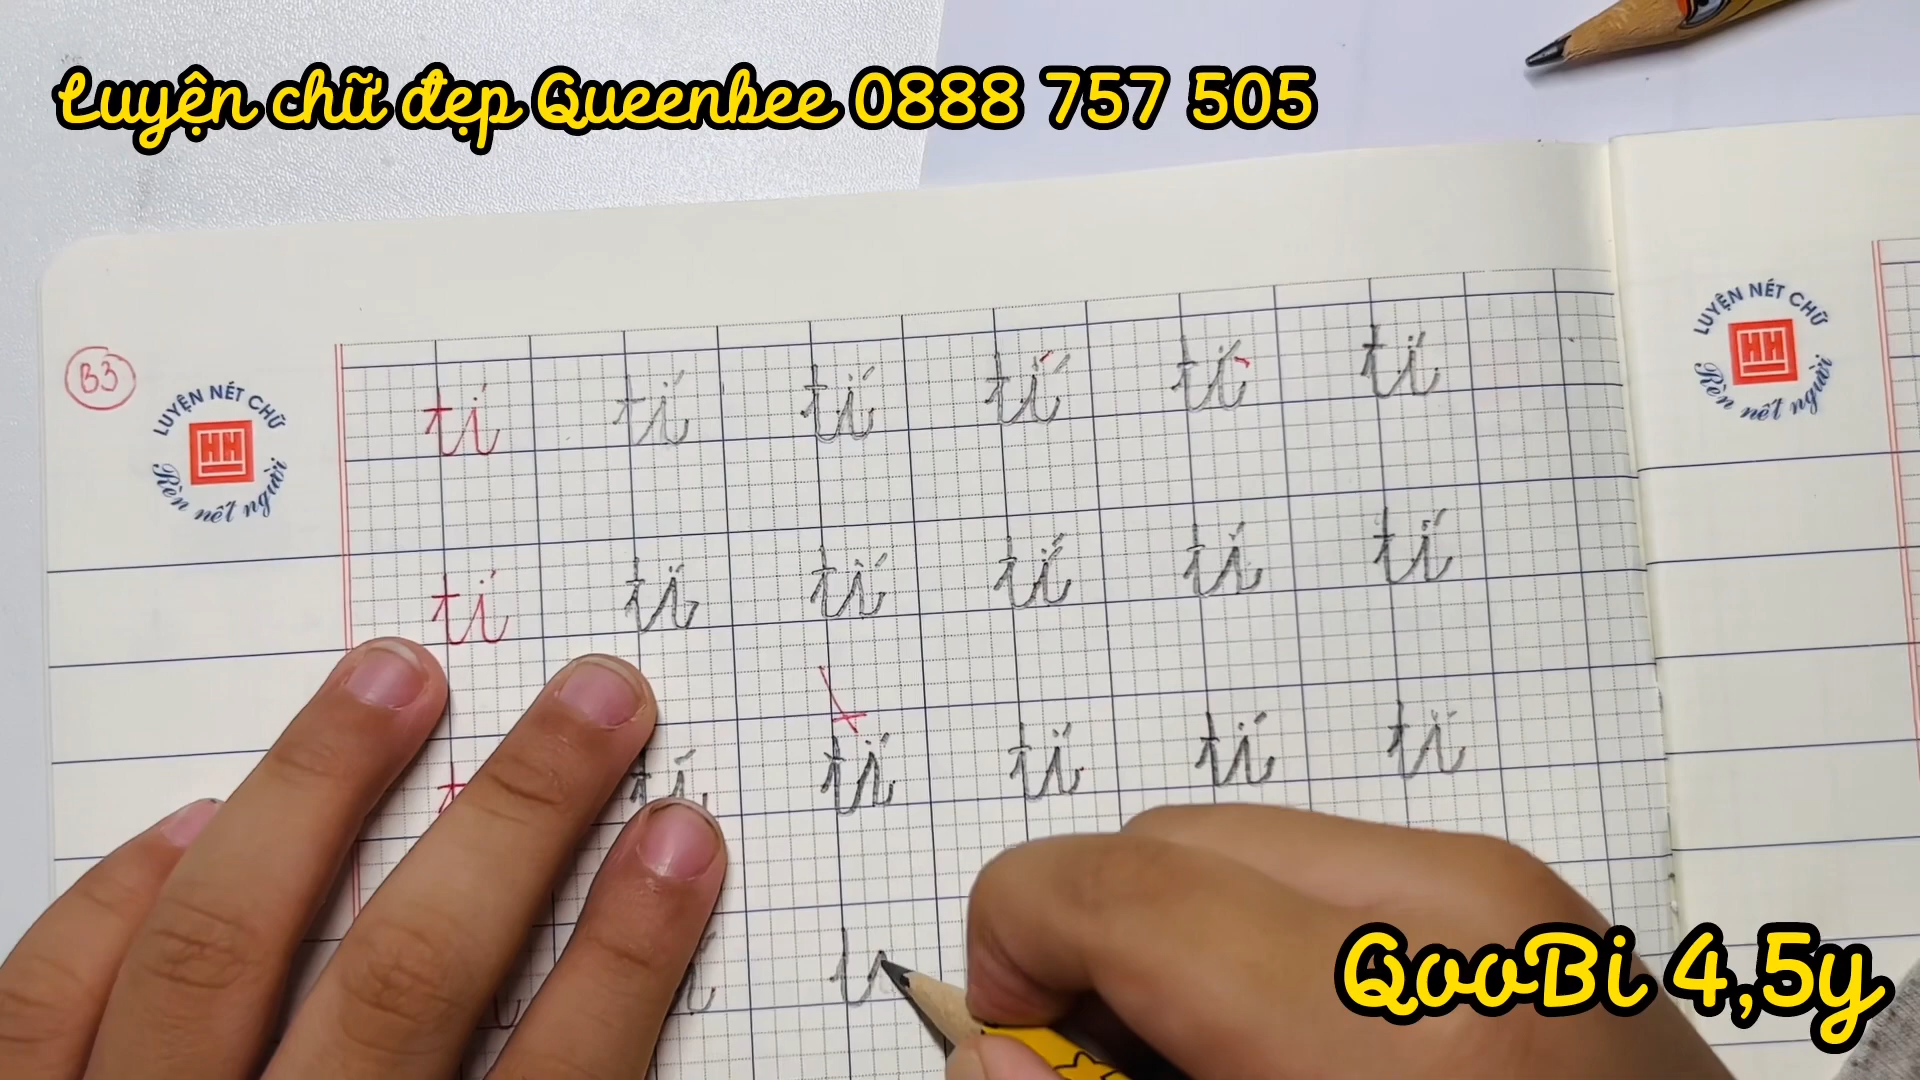 Luyện chữ đẹp Queenbee 0888 757 505
B3
LUYỆN NÉT CHỮ
HH
Rèn nết người
LUYỆN NÉT CHỮ
HH
Rèn nết người
tí tí tí tí tí tí
tí tí tí tí tí tí
tí tí tí tí
QooBi 4,5y